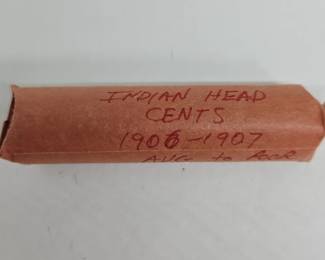 INDIAN HEAD
CENTS
1906-1907
AVG to POOR